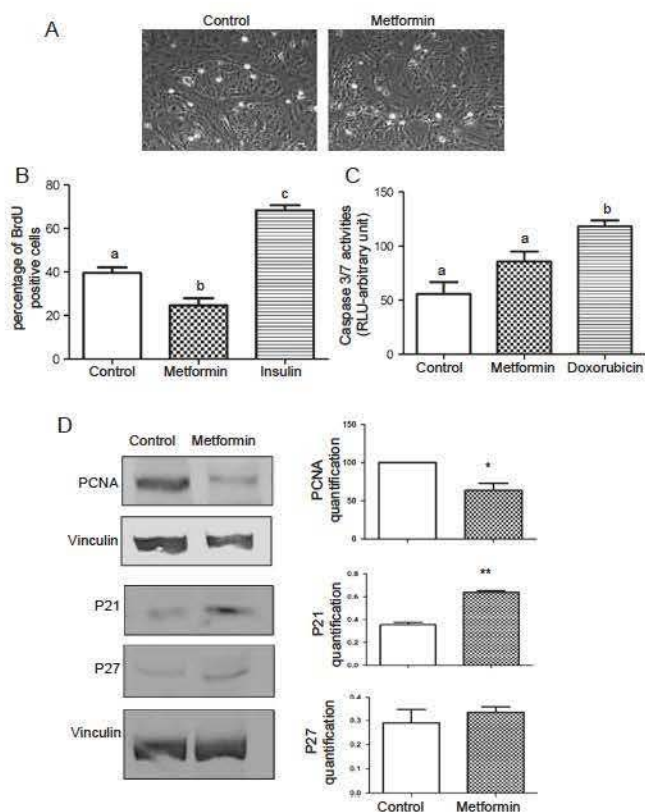 A
Control Metformin
B
percentage of BrdU
positive cells
80
60
40
20
0
a
b
c
Control Metformin Insulin
C
Caspase 3/7 activities
(RLU-arbitrary unit)
150
100
50
0
a
a
b
Control Metformin Doxorubicin
D
Control Metformin
PCNA
Vinculin
P21
P27
Vinculin
PCNA
quantification
150
100
50
0
*
P21
quantification
0.8
0.6
0.4
0.2
0.0
**
P27
quantification
0.4
0.3
0.2
0.1
0.0
Control Metformin